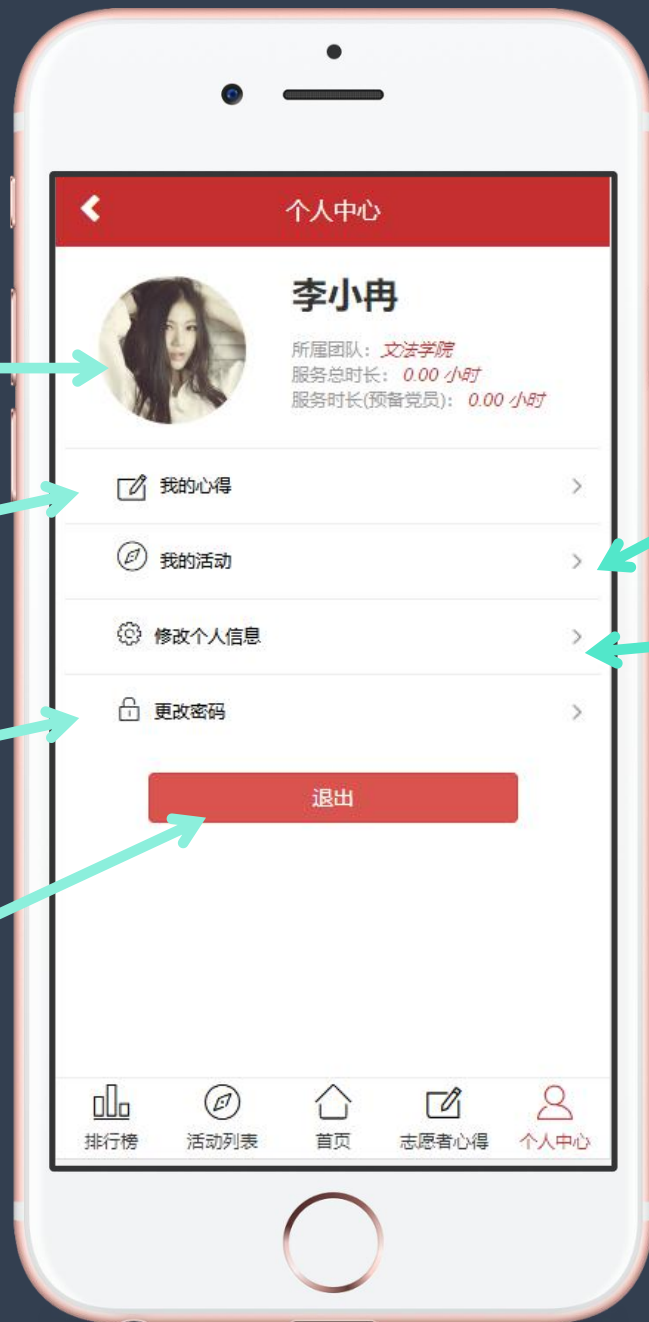 个人中心
李小冉
所属团队：文法学院
服务总时长：0.00 小时
服务时长(预备党员)：0.00 小时
我的心得
我的活动
修改个人信息
更改密码
退出
排行榜 活动列表 首页 志愿者心得 个人中心